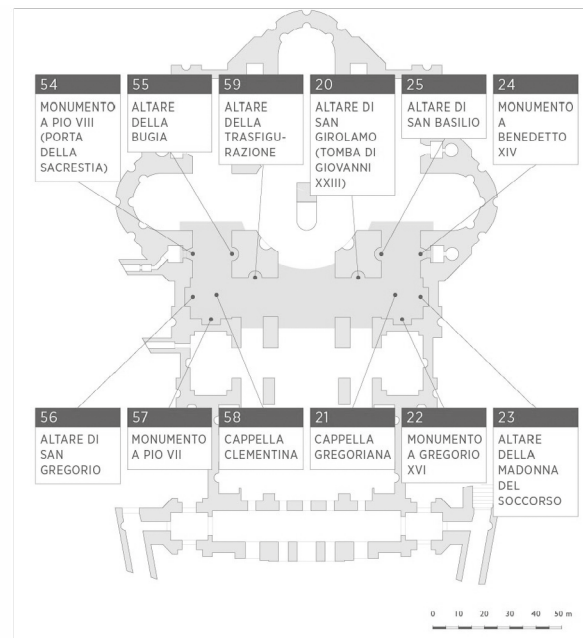 54
MONUMENTO
A PIO VIII
(PORTA
DELLA
SACRESTIA)
55
ALTARE
DELLA
BUGIA
59
ALTARE
DELLA
TRASFIGU-
RAZIONE
20
ALTARE DI
SAN
GIROLAMO
(TOMBA DI
GIOVANNI
XXIII)
25
ALTARE DI
SAN BASILIO
24
MONUMENTO
A
BENEDETTO
XIV
56
ALTARE DI
SAN
GREGORIO
57
MONUMENTO
A PIO VII
58
CAPPELLA
CLEMENTINA
21
CAPPELLA
GREGORIANA
22
MONUMENTO
A GREGORIO
XVI
23
ALTARE
DELLA
MADONNA
DEL
SOCCORSO
0 10 20 30 40 50 m